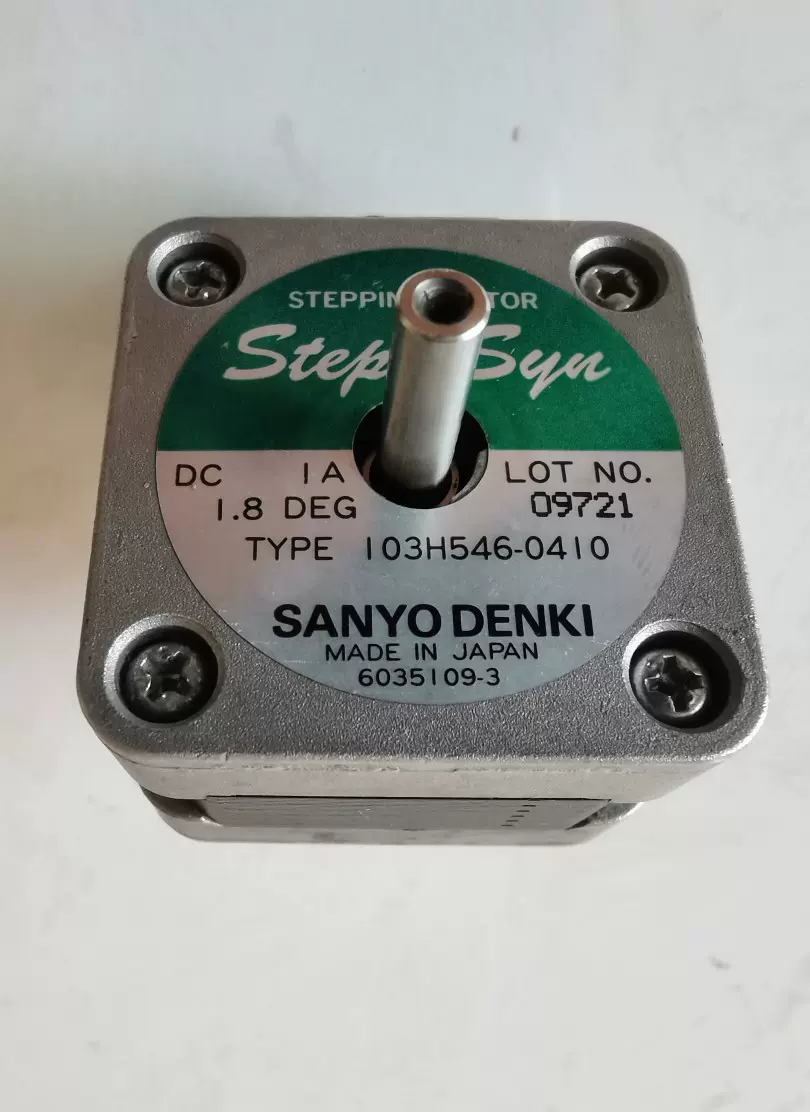 STEPPIN TOR
Step Syn
DC 1A LOT NO.
1.8 DEG 09721
TYPE 103H546-0410
SANYO DENKI
MADE IN JAPAN
6035109-3